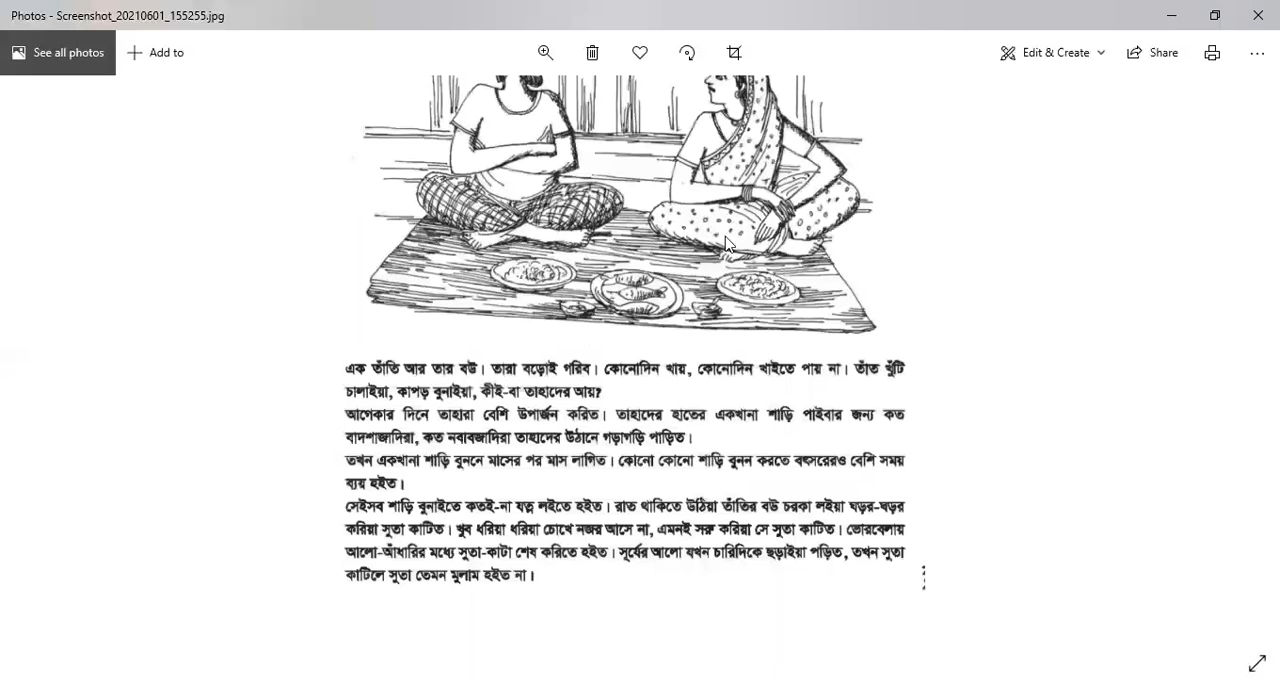 Photos - Screenshot_20210601_155255.jpg
See all photos
Add to
Edit & Create
Share
এক তাঁতি আর তার বউ। তারা বড়োই গরিব। কোনোদিন খায়, কোনোদিন খাইতে পায় না। তাঁত খুঁটি
চালাইয়া, কাপড় বুনাইয়া, কীই-বা তাহাদের আয়?
আগেকার দিনে তাহারা বেশি উপার্জন করিত। তাহাদের হাতের একখানা শাড়ি পাইবার জন্য কত
বাদশাজাদিরা, কত নবাবজাদিরা তাহাদের উঠানে গড়াগড়ি পাড়িত।
তখন একখানা শাড়ি বুননে মাসের পর মাস লাগিত। কোনো কোনো শাড়ি বুনন করতে বৎসরেরও বেশি সময়
ব্যয় হইত।
সেইসব শাড়ি বুনাইতে কতই-না যত্ন লইতে হইত। রাত থাকিতে উঠিয়া তাঁতির বউ চরকা লইয়া ঘড়র-ঘড়র
করিয়া সুতা কাটিত। খুব ধরিয়া ধরিয়া চোখে নজর আসে না, এমনই সরু করিয়া সে সুতা কাটিত। ভোরবেলায়
আলো-আঁধারির মধ্যে সুতা-কাটা শেষ করিতে হইত। সূর্যের আলো যখন চারিদিকে ছড়াইয়া পড়িত, তখন সুতা
কাটিলে সুতা তেমন মুলাম হইত না।